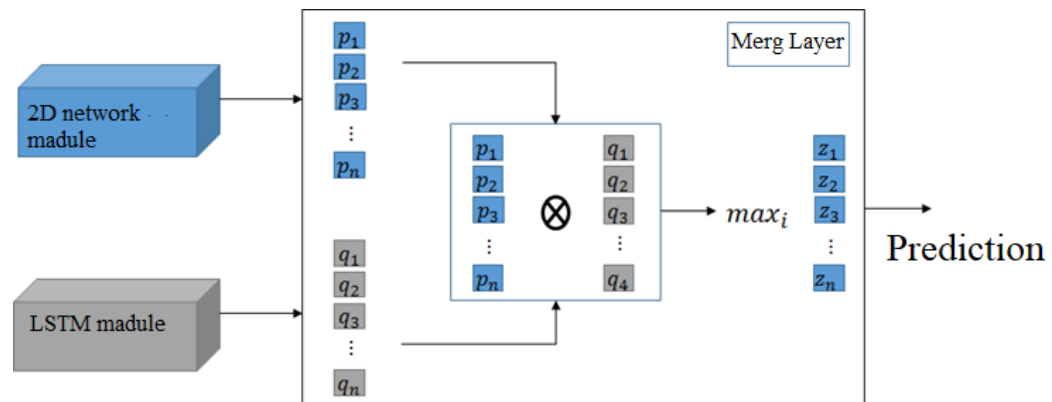 2D network
madule
LSTM madule
p₁
p₂
p₃
⋮
pₙ
q₁
q₂
q₃
⋮
qₙ
Merg Layer
p₁
p₂
p₃
⋮
pₙ
⊗
q₁
q₂
q₃
⋮
q₄
maxᵢ
z₁
z₂
z₃
⋮
zₙ
Prediction